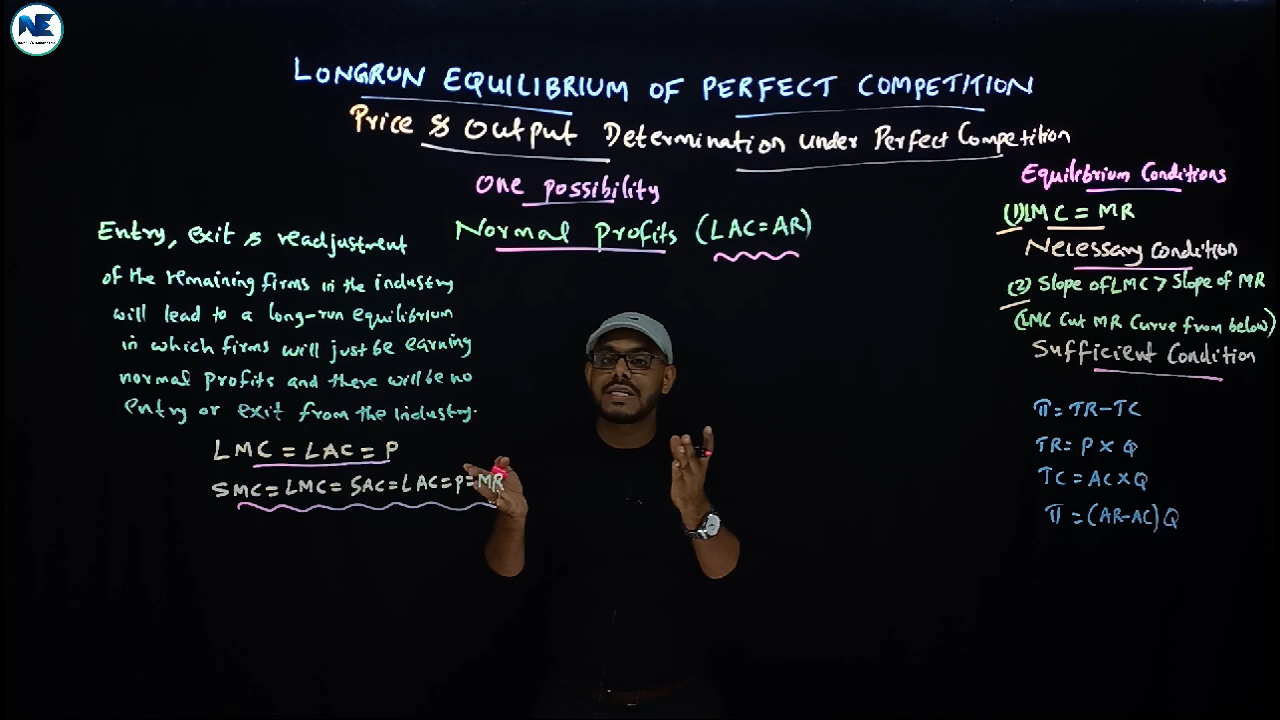 NE
LONGRUN EQUILIBRIUM OF PERFECT COMPETITION
Price & Output Determination under Perfect Competition
One possibility
Normal profits (LAC=AR)
Entry, exit & readjustment
of the remaining firms in the industry
will lead to a long-run equilibrium
in which firms will just be earning
normal profits and there will be no
entry or exit from the industry.
LMC = LAC = P
SMC = LMC = SAC = LAC = P = MR
Equilibrium Conditions
(1) LMC = MR
Necessary Condition
(2) Slope of LMC > Slope of MR
(LMC Cut MR Curve from below)
Sufficient Condition
π = TR - TC
TR = P × Q
TC = AC × Q
π = (AR-AC) Q